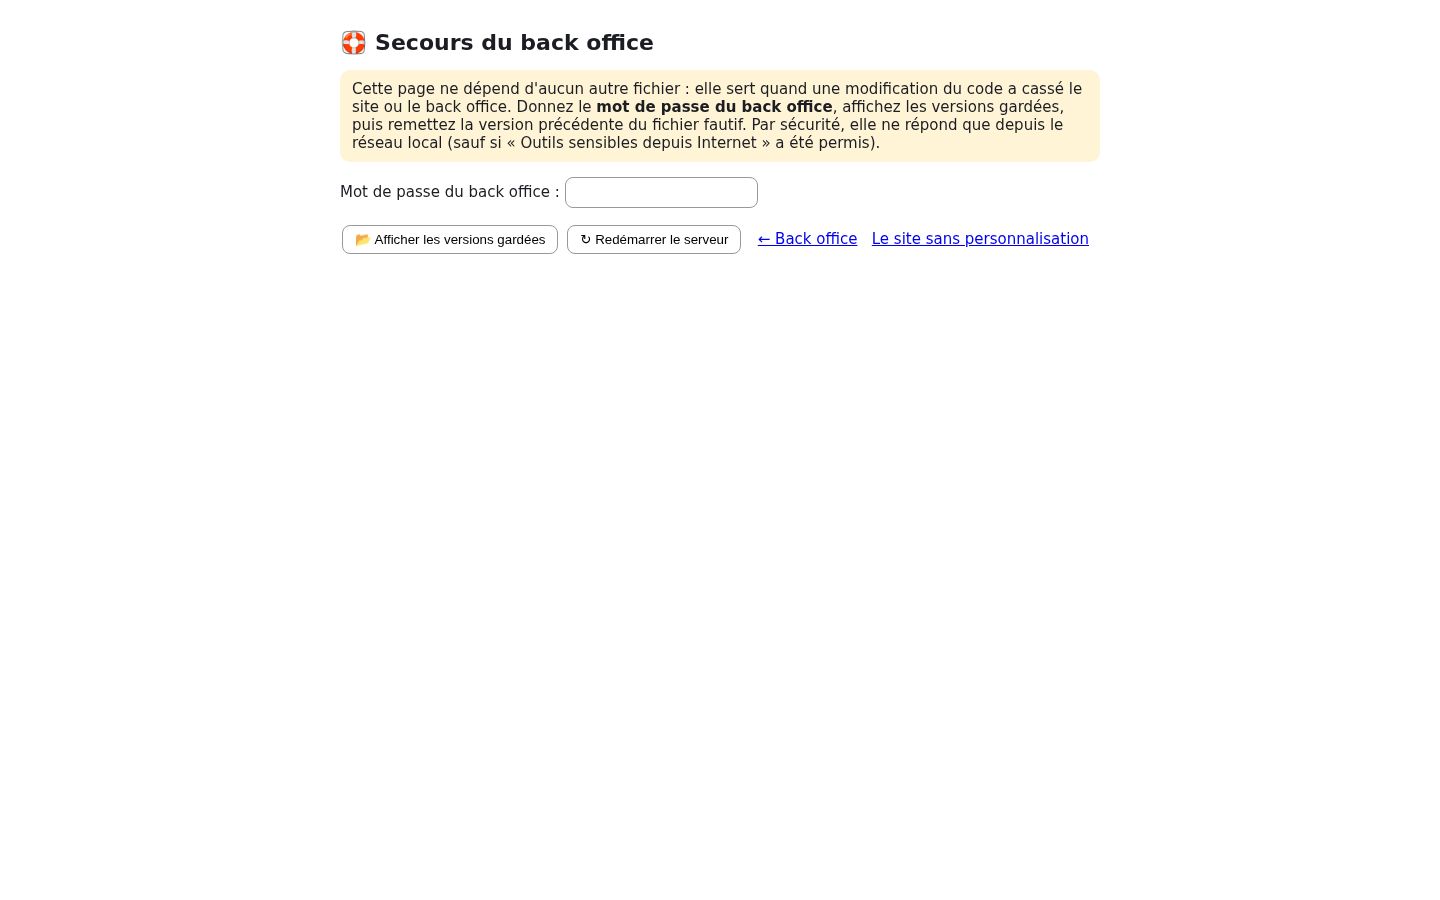 🛟 Secours du back office
Cette page ne dépend d'aucun autre fichier : elle sert quand une modification du code a cassé le
site ou le back office. Donnez le mot de passe du back office, affichez les versions gardées,
puis remettez la version précédente du fichier fautif. Par sécurité, elle ne répond que depuis le
réseau local (sauf si « Outils sensibles depuis Internet » a été permis).
Mot de passe du back office :
📂 Afficher les versions gardées ↻ Redémarrer le serveur ← Back office Le site sans personnalisation